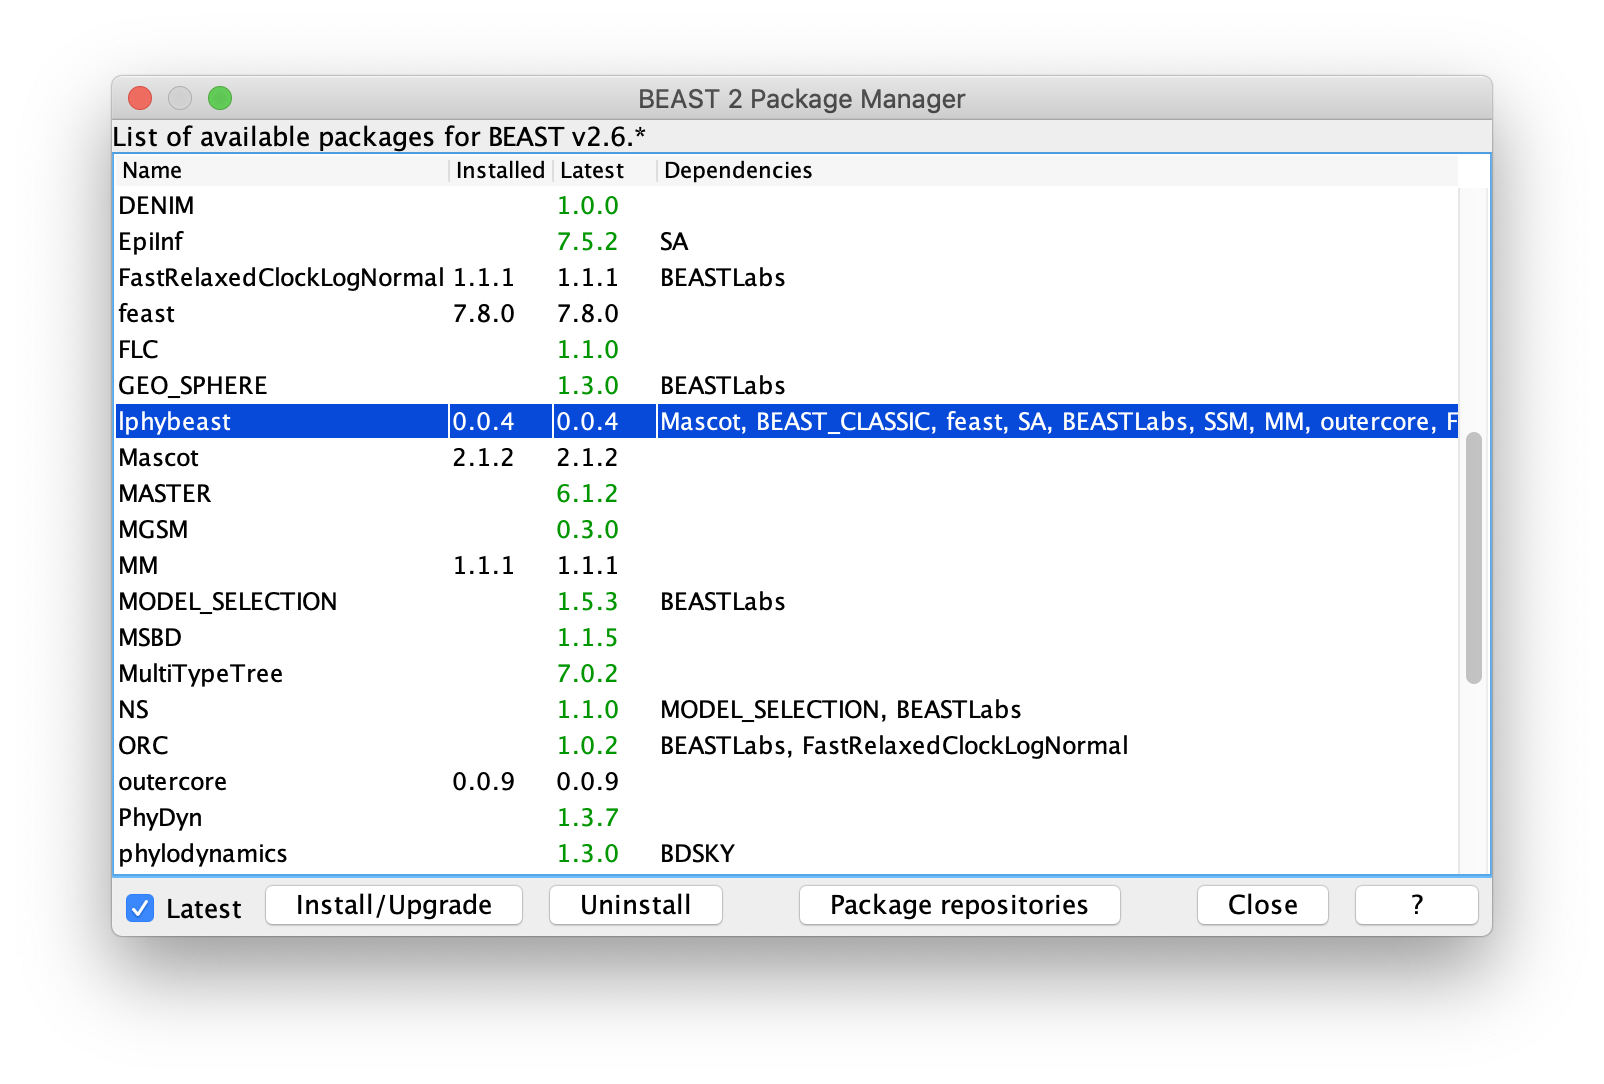 BEAST 2 Package Manager
List of available packages for BEAST v2.6.*
Name Installed Latest Dependencies
DENIM 1.0.0
EpiInf 7.5.2 SA
FastRelaxedClockLogNormal 1.1.1 1.1.1 BEASTLabs
feast 7.8.0 7.8.0
FLC 1.1.0
GEO_SPHERE 1.3.0 BEASTLabs
lphybeast 0.0.4 0.0.4 Mascot, BEAST_CLASSIC, feast, SA, BEASTLabs, SSM, MM, outercore, F
Mascot 2.1.2 2.1.2
MASTER 6.1.2
MGSM 0.3.0
MM 1.1.1 1.1.1
MODEL_SELECTION 1.5.3 BEASTLabs
MSBD 1.1.5
MultiTypeTree 7.0.2
NS 1.1.0 MODEL_SELECTION, BEASTLabs
ORC 1.0.2 BEASTLabs, FastRelaxedClockLogNormal
outercore 0.0.9 0.0.9
PhyDyn 1.3.7
phylodynamics 1.3.0 BDSKY
Latest Install/Upgrade Uninstall Package repositories Close ?